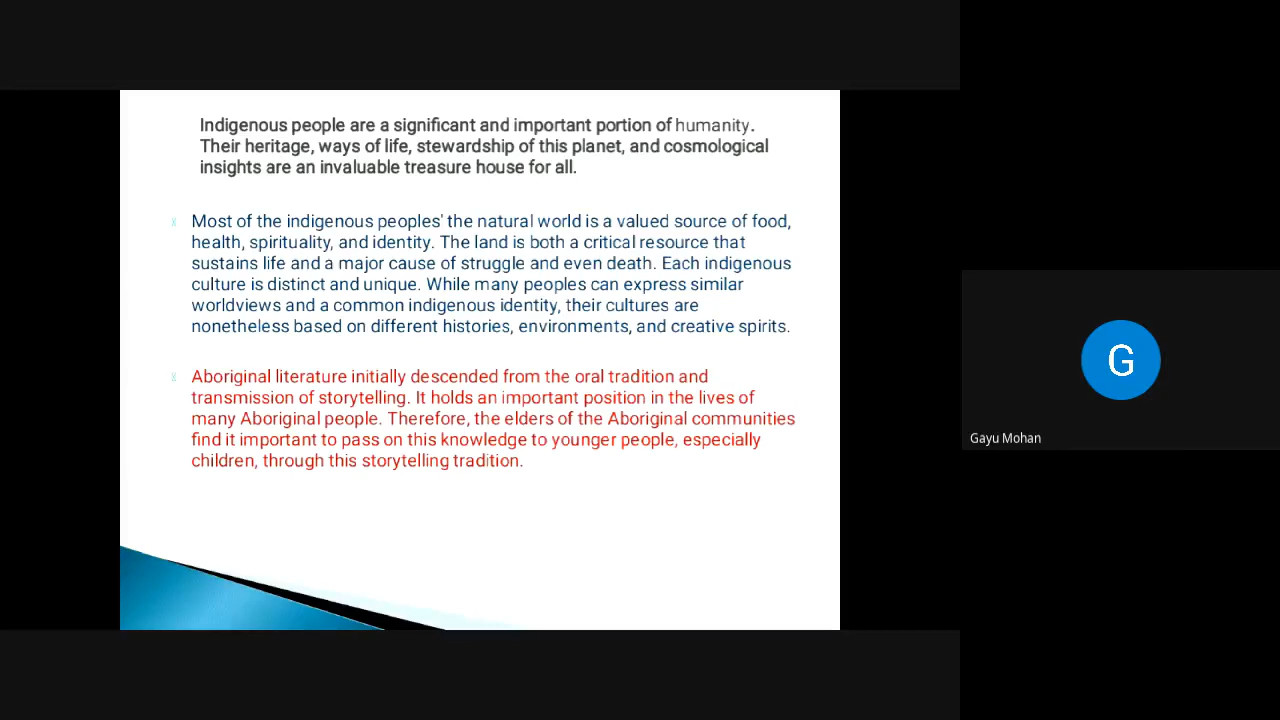 Indigenous people are a significant and important portion of humanity.
Their heritage, ways of life, stewardship of this planet, and cosmological
insights are an invaluable treasure house for all.
Most of the indigenous peoples' the natural world is a valued source of food,
health, spirituality, and identity. The land is both a critical resource that
sustains life and a major cause of struggle and even death. Each indigenous
culture is distinct and unique. While many peoples can express similar
worldviews and a common indigenous identity, their cultures are
nonetheless based on different histories, environments, and creative spirits.
Aboriginal literature initially descended from the oral tradition and
transmission of storytelling. It holds an important position in the lives of
many Aboriginal people. Therefore, the elders of the Aboriginal communities
find it important to pass on this knowledge to younger people, especially
children, through this storytelling tradition.
G
Gayu Mohan